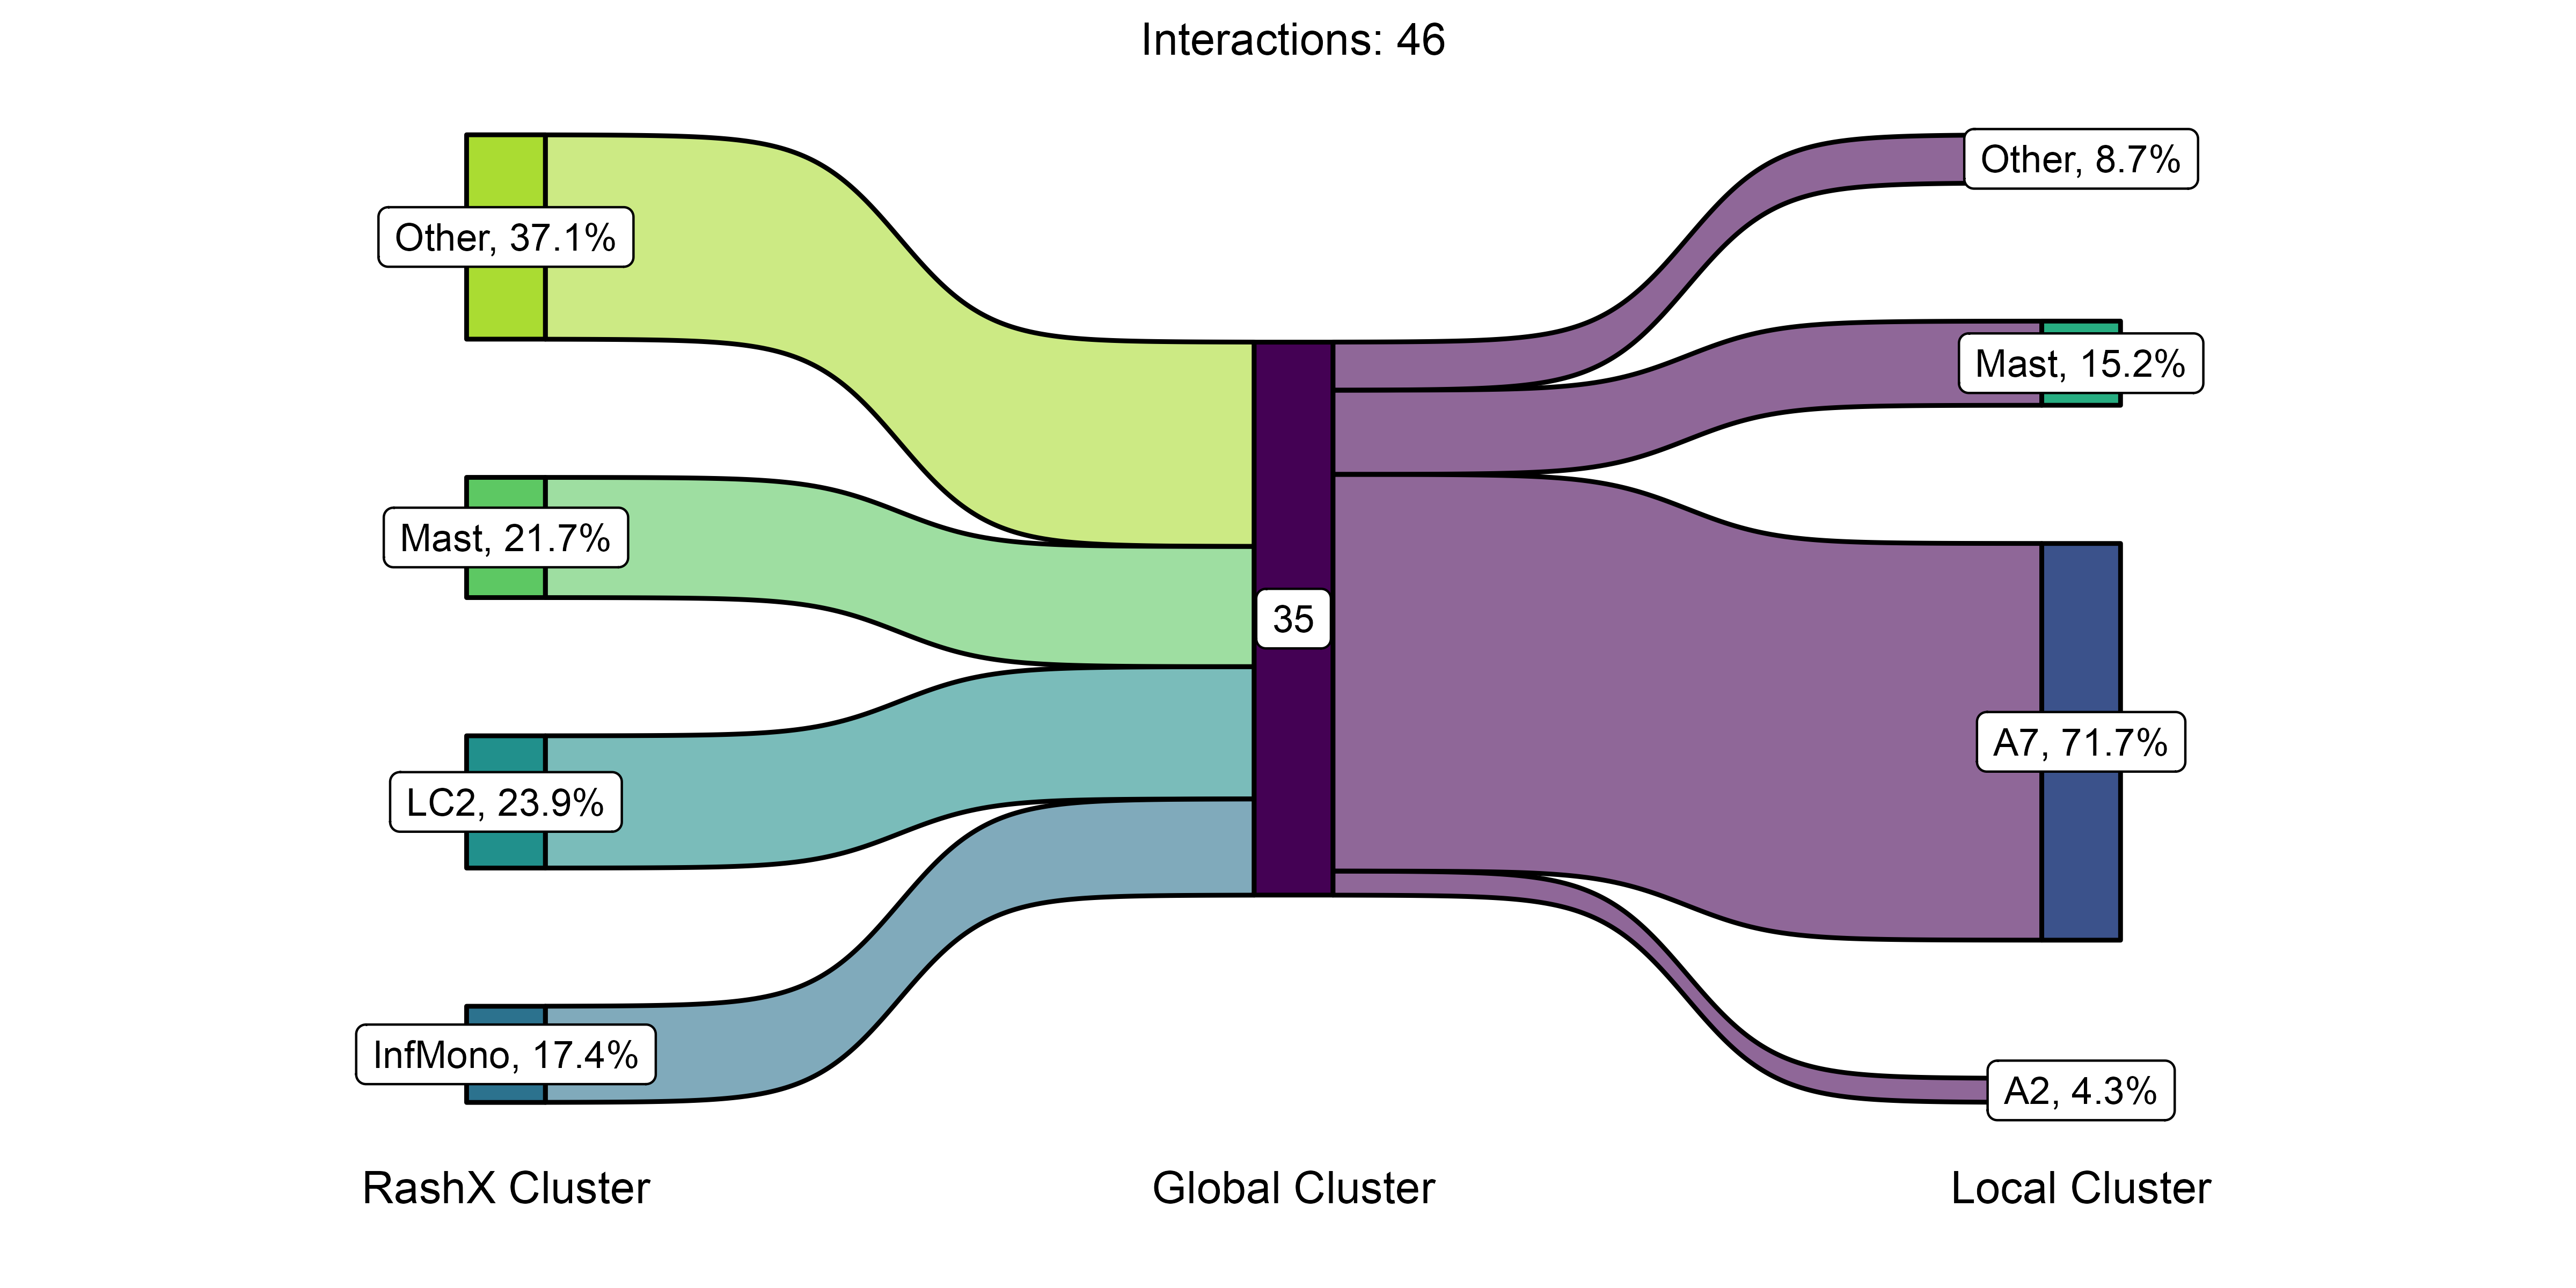 Interactions: 46
Other, 37.1%
Mast, 21.7%
LC2, 23.9%
InfMono, 17.4%
35
Other, 8.7%
Mast, 15.2%
A7, 71.7%
A2, 4.3%
RashX Cluster
Global Cluster
Local Cluster